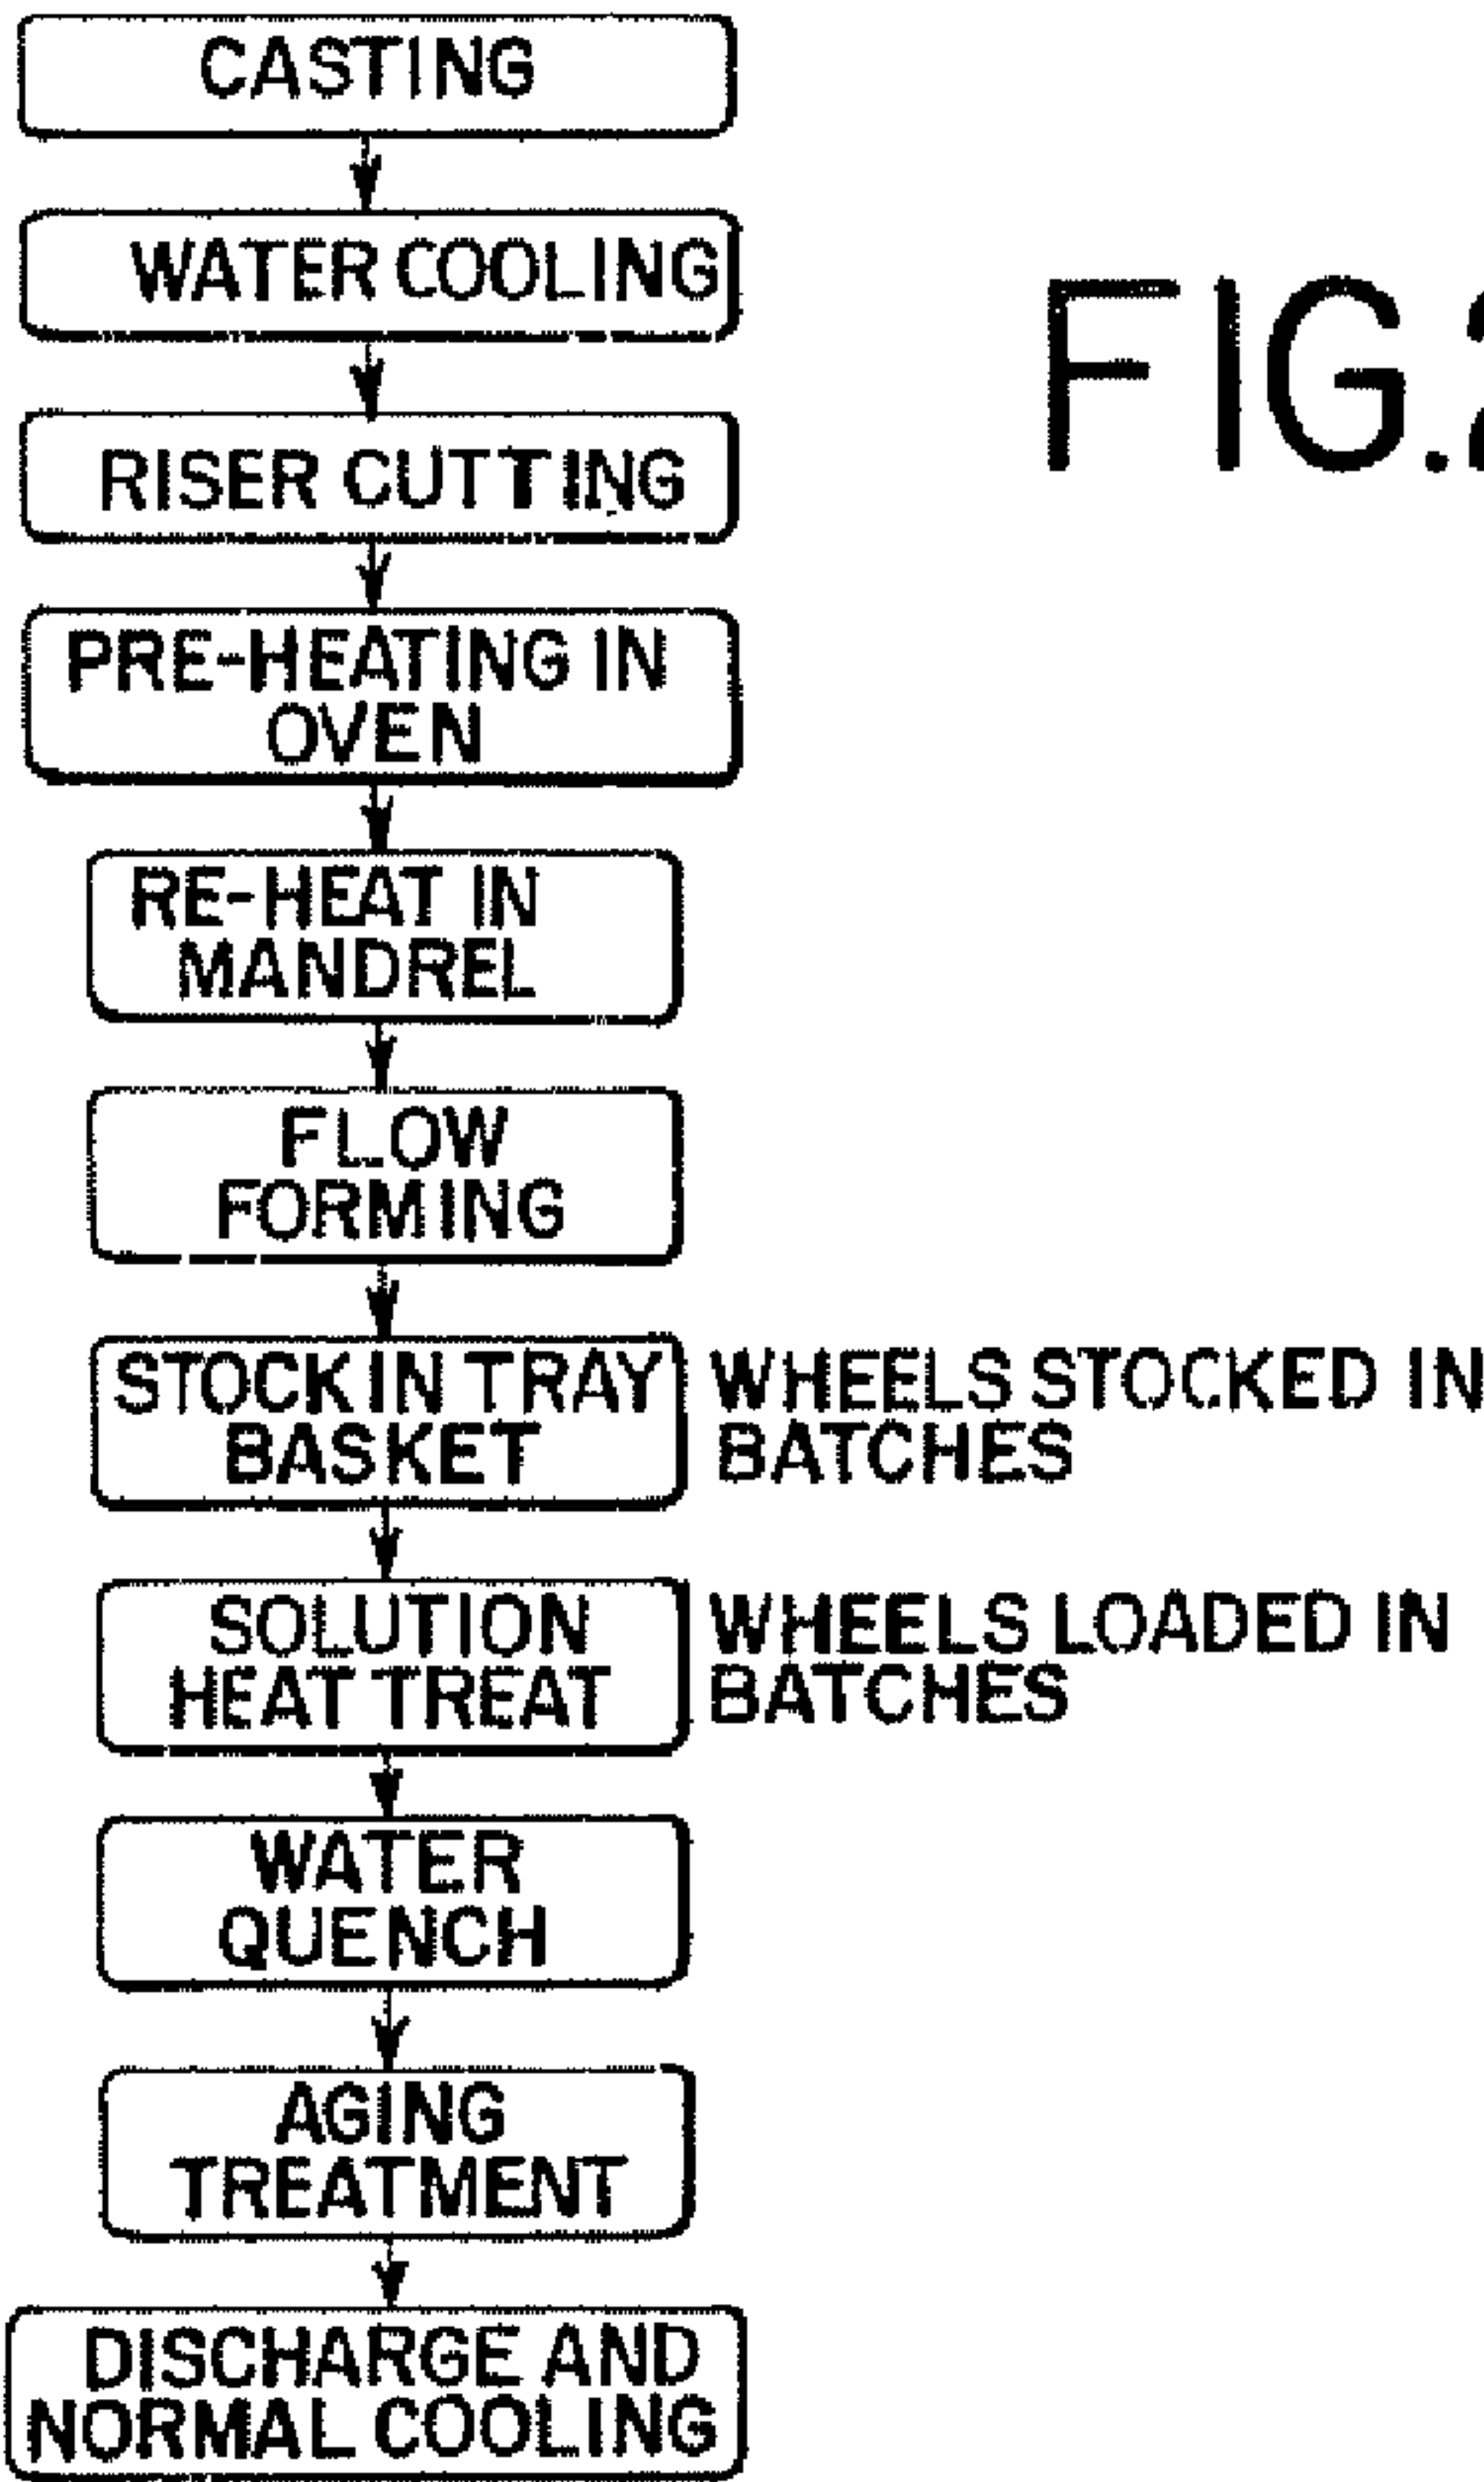 CASTING
WATER COOLING
FIG.2
RISER CUTTING
PRE-HEATING IN
OVEN
RE-HEAT IN
MANDREL
FLOW
FORMING
STOCK IN TRAY
BASKET
WHEELS STOCKED IN
BATCHES
SOLUTION
HEAT TREAT
WHEELS LOADED IN
BATCHES
WATER
QUENCH
AGING
TREATMENT
DISCHARGE AND
NORMAL COOLING